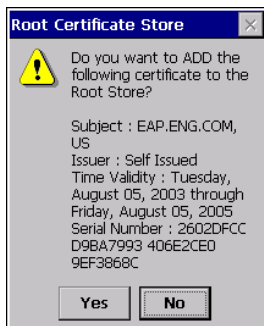 Root Certificate Store
Do you want to ADD the
following certificate to the
Root Store?
Subject : EAP.ENG.COM,
US
Issuer : Self Issued
Time Validity : Tuesday,
August 05, 2003 through
Friday, August 05, 2005
Serial Number : 2602DFCC
D9BA7993 406E2CE0
9EF3868C
Yes No